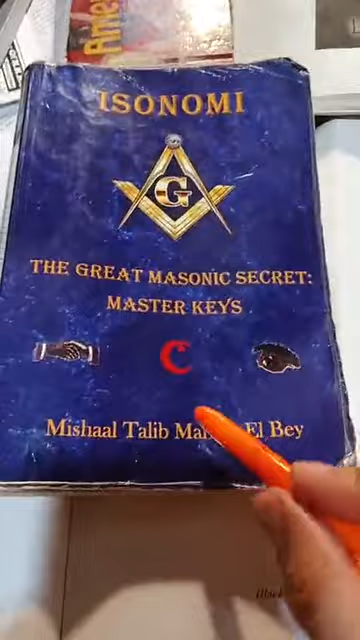 Ame
ISONOMI
G
THE GREAT MASONIC SECRET:
MASTER KEYS
Mishaal Talib El Bey